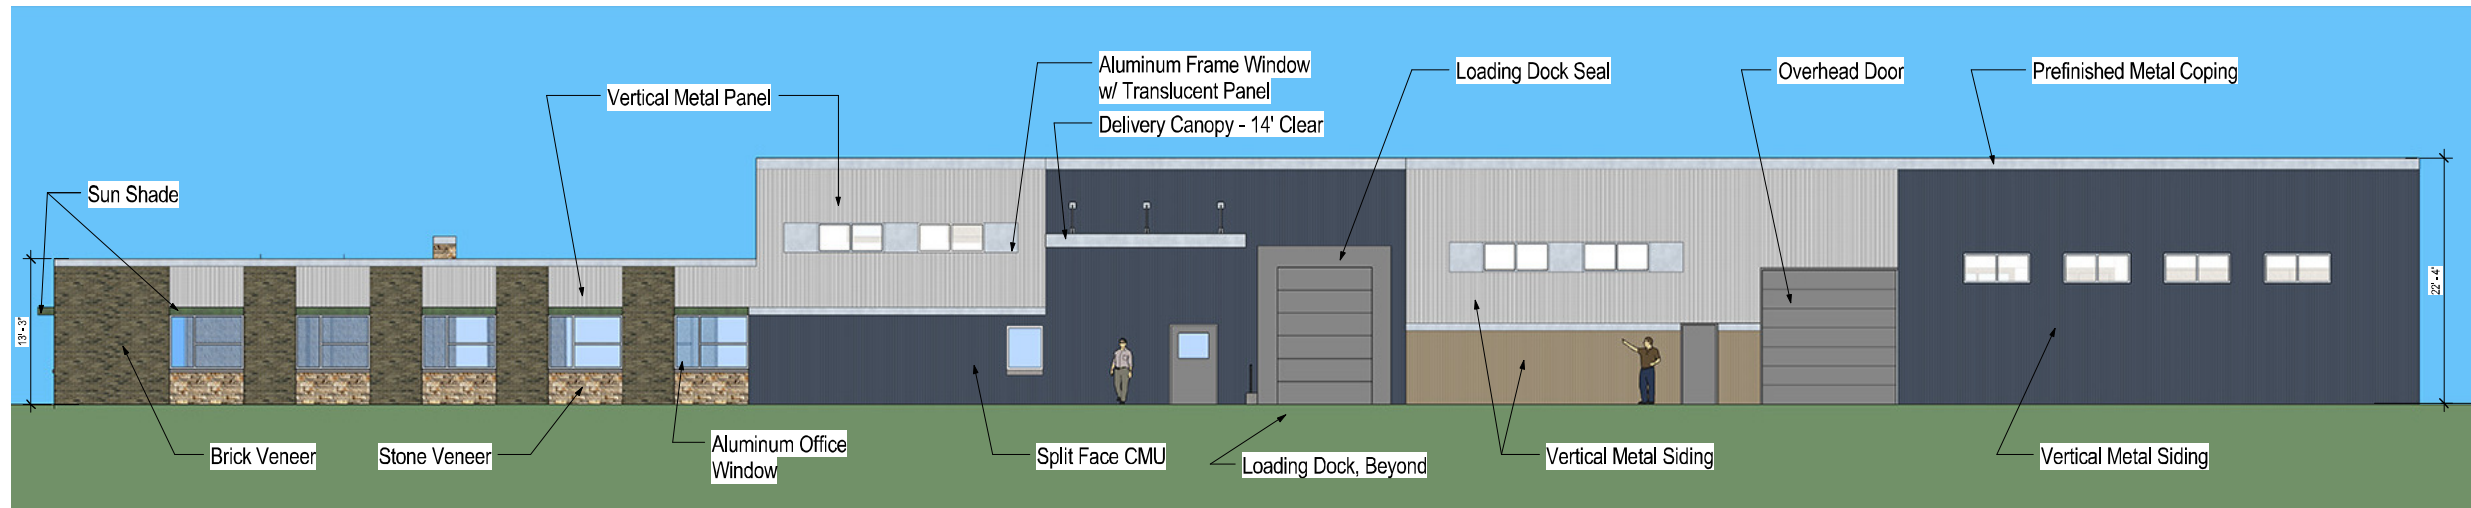 Aluminum Frame Window
w/ Translucent Panel
Loading Dock Seal
Overhead Door
Prefinished Metal Coping
Vertical Metal Panel
Delivery Canopy - 14' Clear
Sun Shade
13' - 3"
22' - 4"
Brick Veneer
Stone Veneer
Aluminum Office
Window
Split Face CMU
Loading Dock, Beyond
Vertical Metal Siding
Vertical Metal Siding